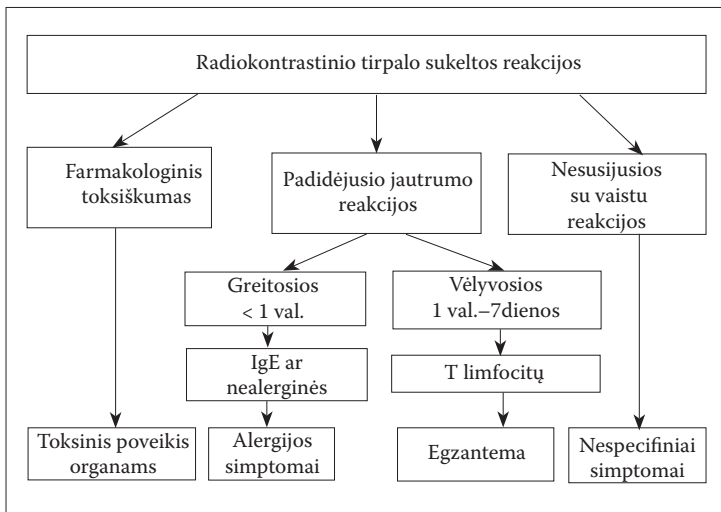 Radiokontrastinio tirpalo sukeltos reakcijos
Farmakologinis
toksiškumas
Padidėjusio jautrumo
reakcijos
Nesusijusios
su vaistu
reakcijos
Greitosios
< 1 val.
Vėlyvosios
1 val.–7dienos
IgE ar
nealerginės
T limfocitų
Toksinis poveikis
organams
Alergijos
simptomai
Egzantema
Nespecifiniai
simptomai